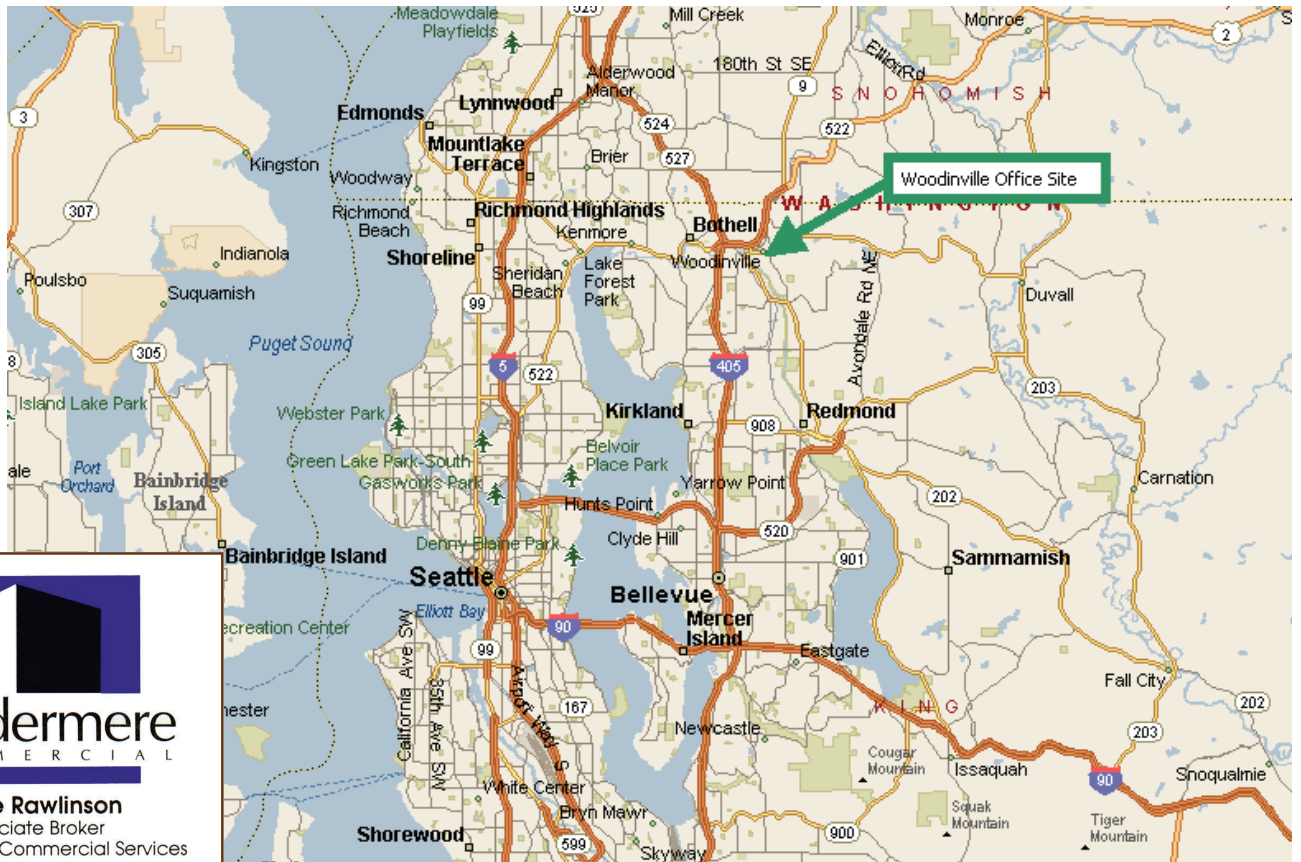 Meadowdale
Playfields
525
Mill Creek
Monroe
2
Elliott Rd
180th St SE
Alderwood
Manor
9
SNOHOMISH
3
Edmonds
Lynnwood
524
522
Mountlake
Terrace
527
Brier
Kingston
Woodway
Woodinville Office Site
WASHINGTON
307
Richmond
Beach
Richmond Highlands
Bothell
Kenmore
Indianola
Shoreline
Woodinville
Sheridan
Beach
Lake
Forest
Park
Poulsbo
Suquamish
99
Avondale Rd NE
Duvall
Puget Sound
305
8
5
522
405
203
Island Lake Park
Webster Park
Kirkland
Redmond
908
Green Lake Park-South
Belvoir
Place Park
ale
Port
Orchard
Bainbridge
Island
Gasworks Park
Yarrow Point
Carnation
Hunts Point
202
Denny Blaine Park
Clyde Hill
520
901
Bainbridge Island
Sammamish
Seattle
Bellevue
Elliott Bay
ecreation Center
90
Mercer
Island
99
Eastgate
California Ave SW
35th Ave SW
Airport Way S
Fall City
202
hester
167
KING
Newcastle
203
Cougar
Mountain
Issaquah
90
Snoqualmie
White Center
Bryn Mawr
Squak
Mountain
Tiger
Mountain
Shorewood
599
900
Skyway
dermere
MERCIAL
e Rawlinson
ciate Broker
Commercial Services